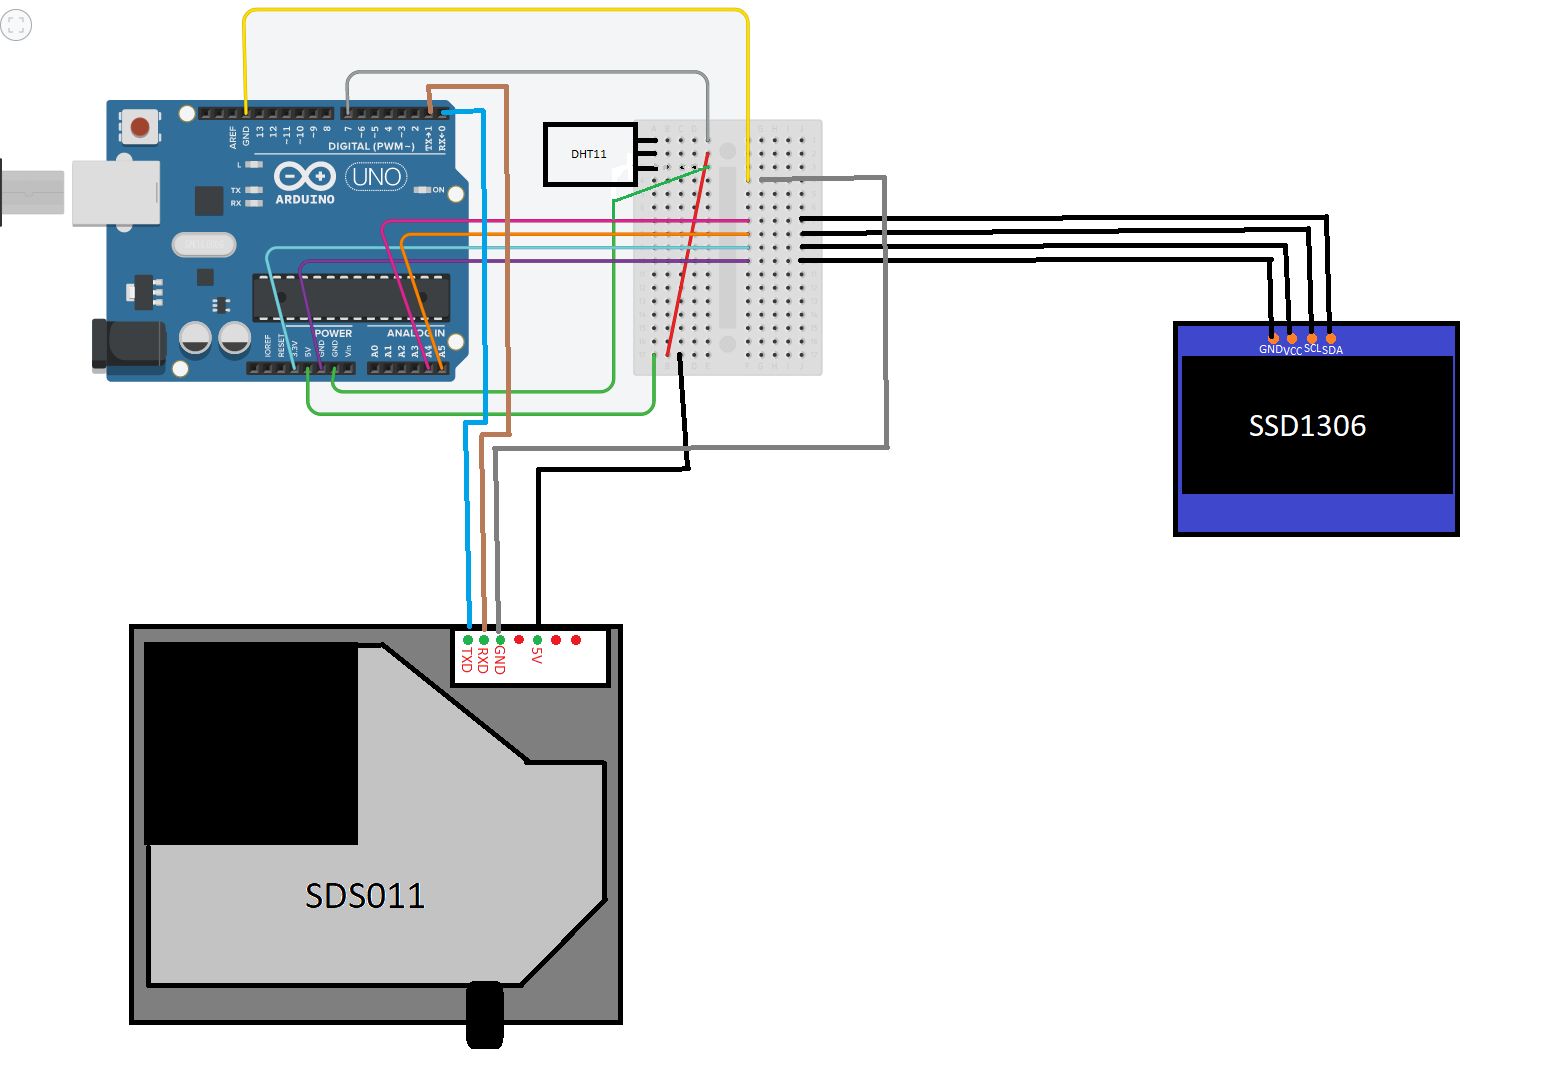 AREF
GND
13
12
~11
~10
~9
8
7
~6
~5
4
~3
2
TX→1
RX←0
DIGITAL (PWM~)
L
TX
RX
UNO
ARDUINO
ON
DHT11
POWER
ANALOG IN
IOREF
RESET
3.3V
5V
GND
GND
Vin
A0
A1
A2
A3
A4
A5
GND
VCC
SCL
SDA
SSD1306
TXD
RXD
GND
5V
SDS011